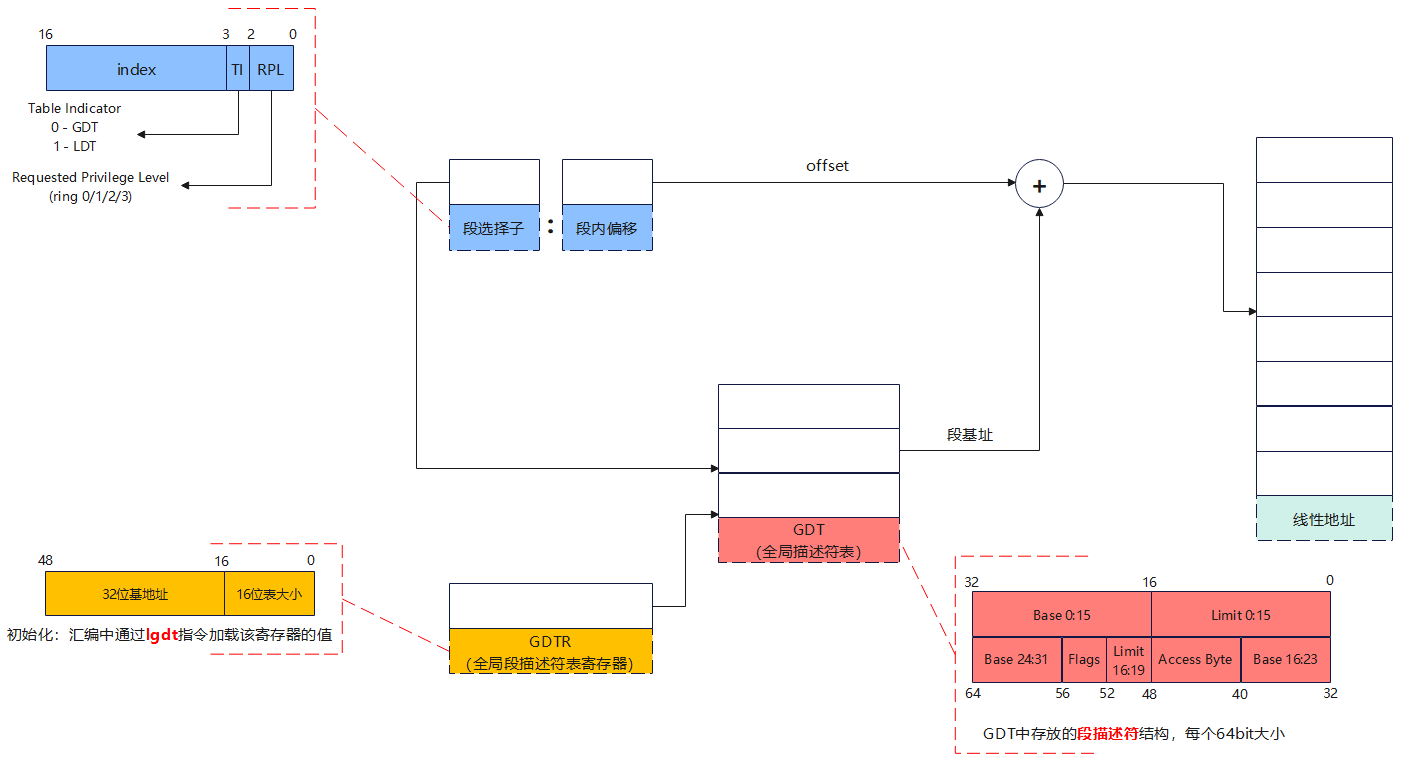 16 3 2 0
index TI RPL
Table Indicator
0 - GDT
1 - LDT
Requested Privilege Level
(ring 0/1/2/3)
段选择子 : 段内偏移
offset
+
段基址
线性地址
GDT
(全局描述符表)
48 16 0
32位基地址 16位表大小
初始化：汇编中通过lgdt指令加载该寄存器的值
GDTR
(全局段描述符表寄存器)
32 16 0
Base 0:15 Limit 0:15
Base 24:31 Flags Limit 16:19 Access Byte Base 16:23
64 56 52 48 40 32
GDT中存放的段描述符结构，每个64bit大小